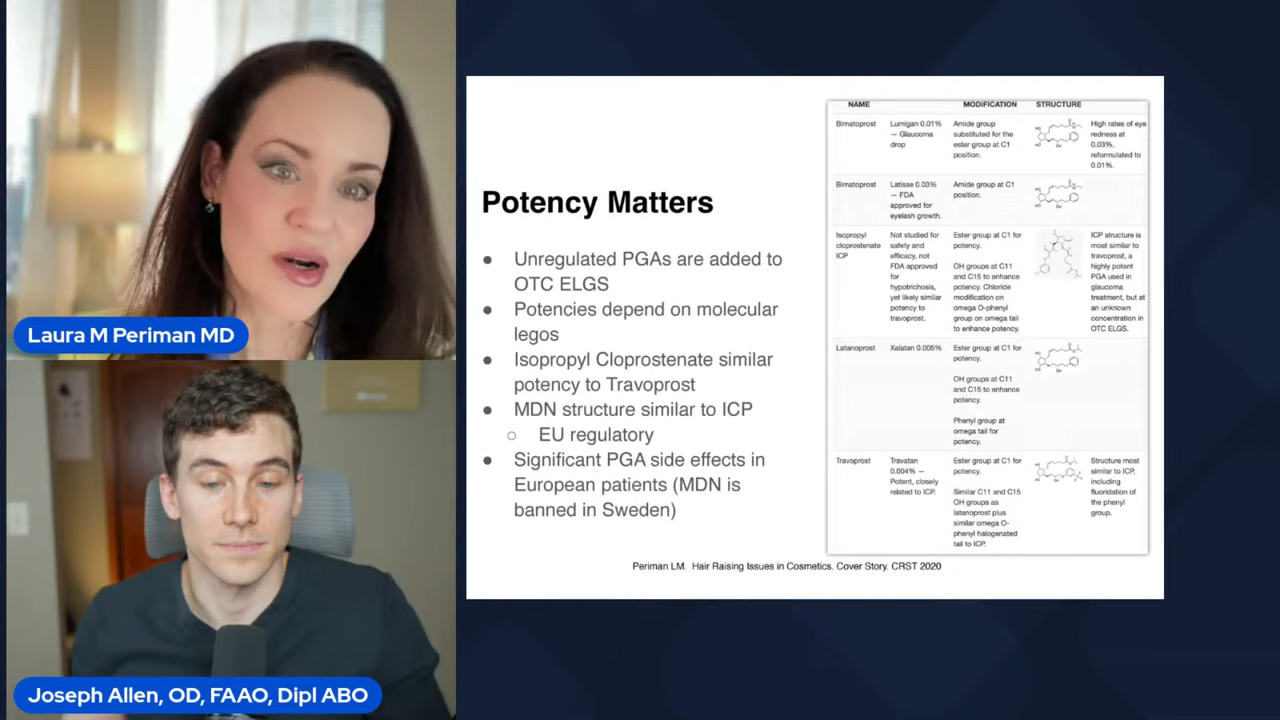 Laura M Periman MD
Joseph Allen, OD, FAAO, Dipl ABO
Potency Matters
● Unregulated PGAs are added to
OTC ELGS
● Potencies depend on molecular
legos
● Isopropyl Cloprostenate similar
potency to Travoprost
● MDN structure similar to ICP
○ EU regulatory
● Significant PGA side effects in
European patients (MDN is
banned in Sweden)
NAME MODIFICATION STRUCTURE
Bimatoprost
Lumigan 0.01%
— Glaucoma
drop
Amide group
substituted for the
ester group at C1
position.
High rates of eye
redness at
0.03%,
reformulated to
0.01%.
Bimatoprost
Latisse 0.03%
— FDA
approved for
eyelash growth.
Amide group at C1
position.
Isopropyl
cloprostenate
ICP
Not studied for
safety and
efficacy, not
FDA approved
for
hypotrichosis,
yet likely similar
potency to
travoprost.
Ester group at C1 for
potency.
OH groups at C11
and C15 to enhance
potency. Chloride
modification on
omega O-phenyl
group on omega tail
to enhance potency.
ICP structure is
most similar to
travoprost, a
highly potent
PGA used in
glaucoma
treatment, but at
an unknown
concentration in
OTC ELGS.
Latanoprost
Xalatan 0.005%
Ester group at C1 for
potency.
OH groups at C11
and C15 to enhance
potency.
Phenyl group at
omega tail for
potency.
Travoprost
Travatan
0.004% —
Potent, closely
related to ICP.
Ester group at C1 for
potency.
Similar C11 and C15
OH groups as
latanoprost plus
similar omega O-
phenyl halogenated
tail to ICP.
Structure most
similar to ICP,
including
fluoridation of
the phenyl
group.
Periman LM. Hair Raising Issues in Cosmetics. Cover Story. CRST 2020